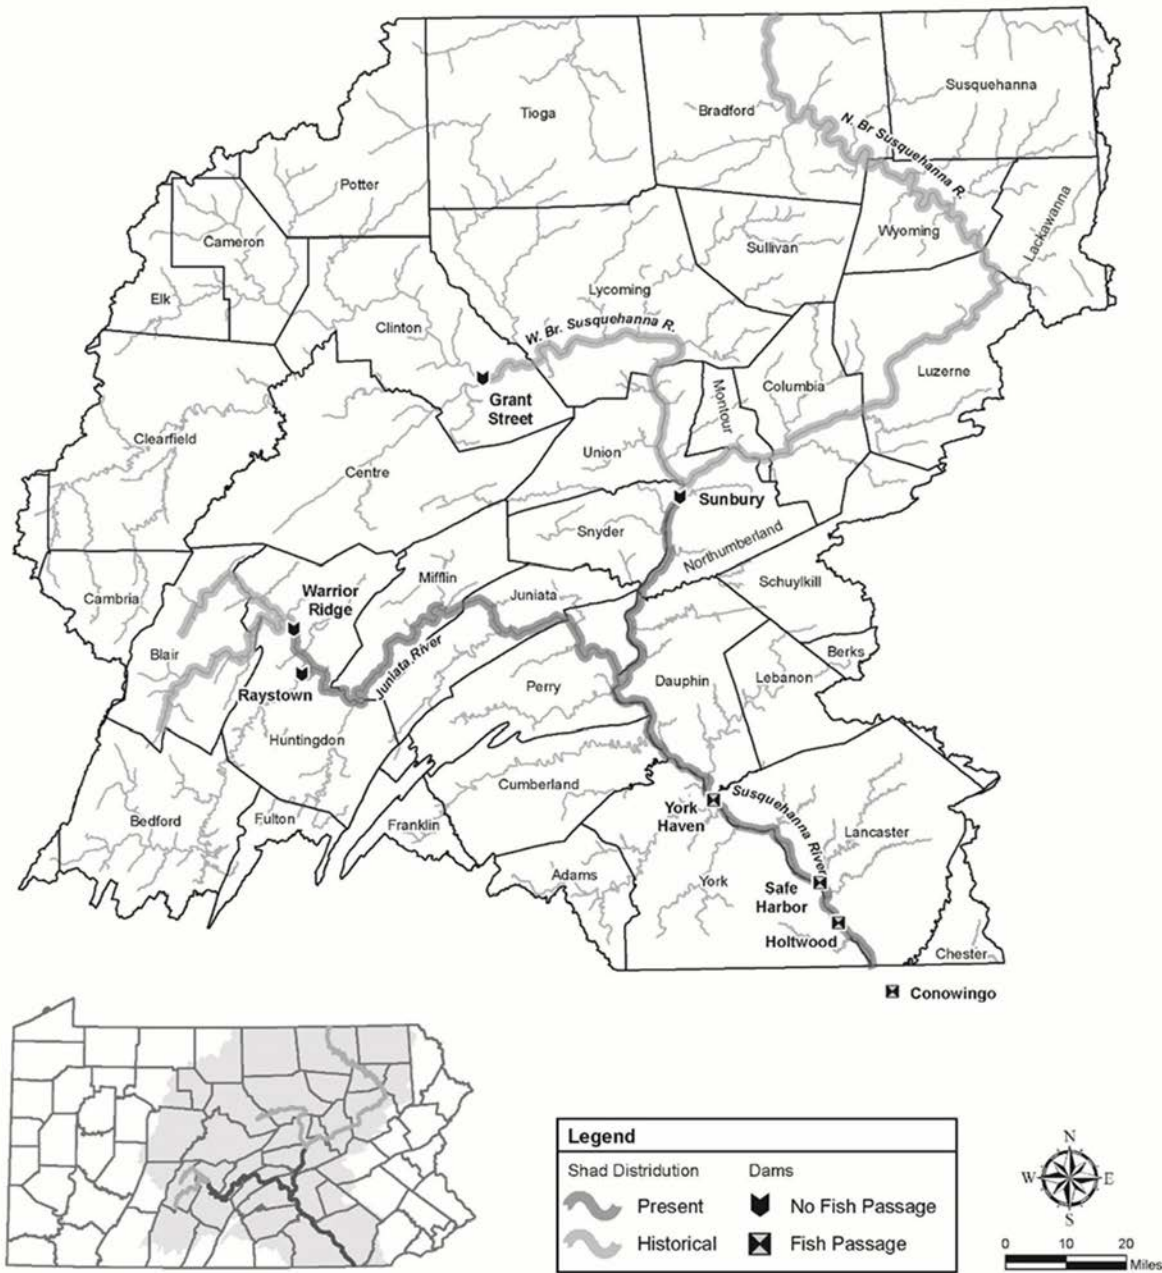 Susquehanna
Tioga
Bradford
N. Br Susquehanna R.
Potter
Lackawanna
Cameron
Wyoming
Sullivan
Elk
Lycoming
Clinton
W. Br. Susquehanna R.
Luzerne
Columbia
Montour
Grant
Street
Clearfield
Union
Centre
Sunbury
Snyder
Northumberland
Mifflin
Schuylkill
Warrior
Ridge
Juniata
Cambria
Juniata River
Blair
Berks
Lebanon
Dauphin
Perry
Raystown
Huntingdon
Cumberland
Susquehanna River
York
Haven
Bedford
Fulton
Franklin
Lancaster
Adams
York
Safe
Harbor
Holtwood
Chester
Conowingo
Legend
Shad Distridution
Dams
Present
No Fish Passage
Historical
Fish Passage
N
W
E
S
0 10 20
Miles